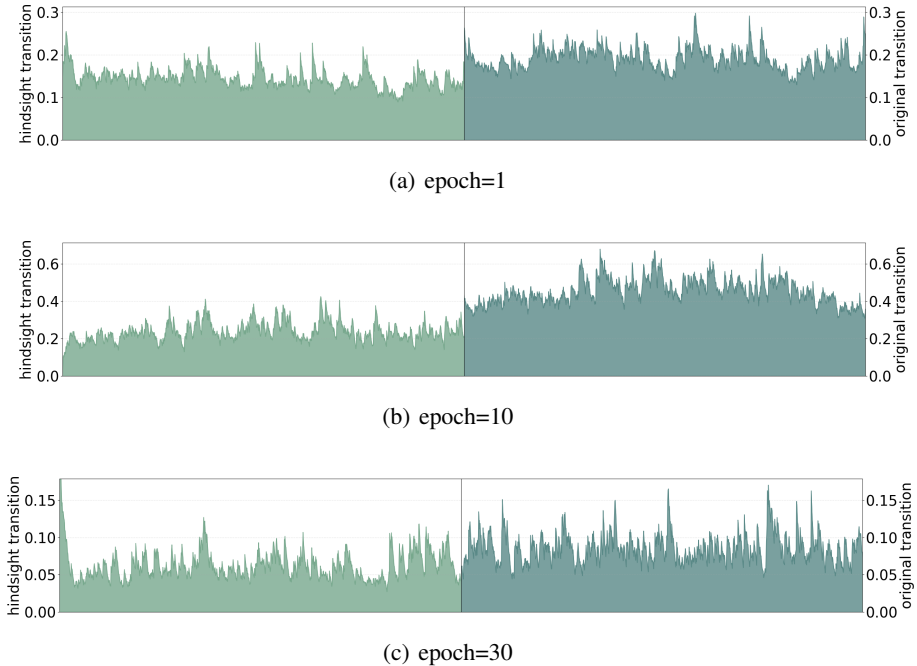 hindsight transition
0.3
0.2
0.1
0.0
0.3
0.2
0.1
0.0
original transition
(a) epoch=1
hindsight transition
0.6
0.4
0.2
0.0
0.6
0.4
0.2
0.0
original transition
(b) epoch=10
hindsight transition
0.15
0.10
0.05
0.00
0.15
0.10
0.05
0.00
original transition
(c) epoch=30